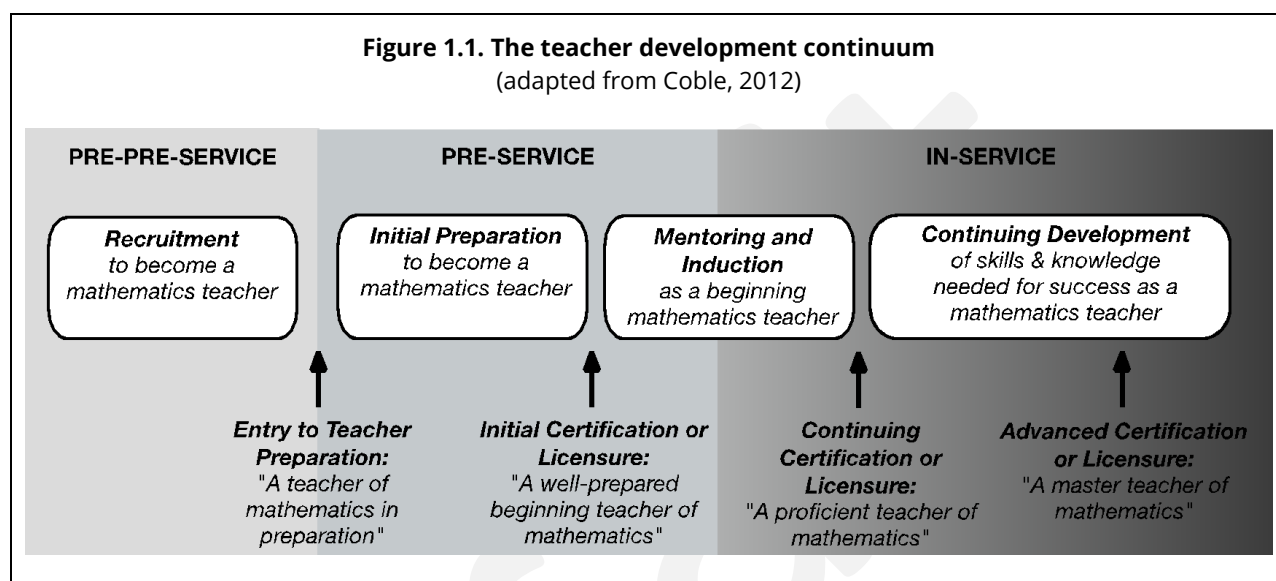 Figure 1.1. The teacher development continuum
(adapted from Coble, 2012)
PRE-PRE-SERVICE
PRE-SERVICE
IN-SERVICE
Recruitment
to become a
mathematics teacher
Initial Preparation
to become a
mathematics teacher
Mentoring and
Induction
as a beginning
mathematics teacher
Continuing Development
of skills & knowledge
needed for success as a
mathematics teacher
Entry to Teacher
Preparation:
"A teacher of
mathematics in
preparation"
Initial Certification or
Licensure:
"A well-prepared
beginning teacher of
mathematics"
Continuing
Certification or
Licensure:
"A proficient teacher of
mathematics"
Advanced Certification
or Licensure:
"A master teacher of
mathematics"